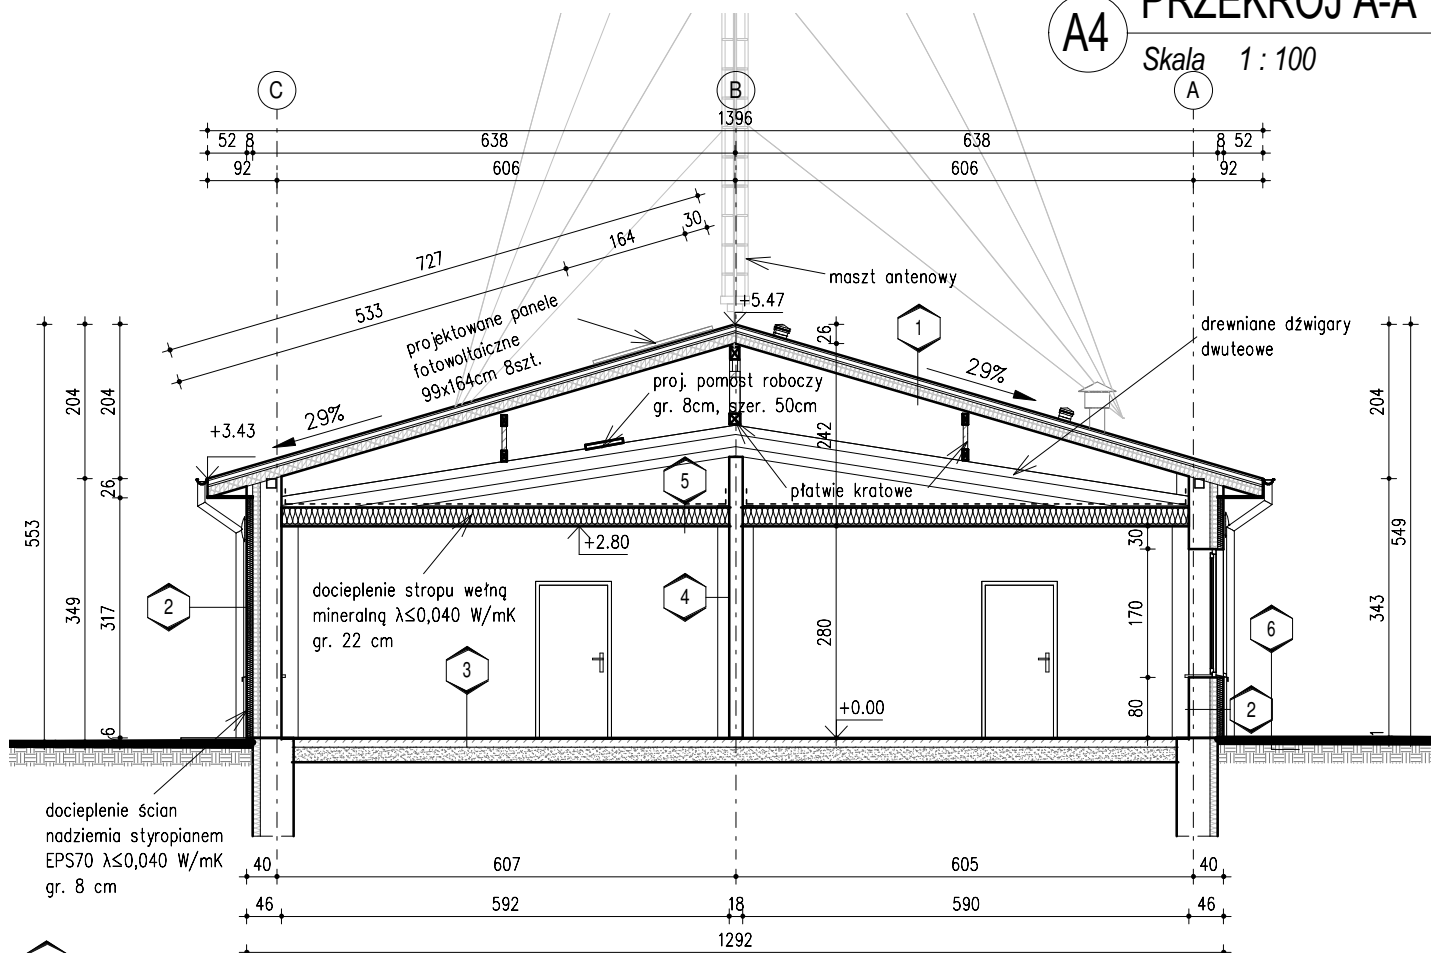 A4
PRZEKRÓJ A-A
Skala 1 : 100
C
B
A
1396
52 8 638 638 8 52
92 606 606 92
727
533 164 30
maszt antenowy
+5.47
projektowane panele
fotowoltaiczne
99x164cm 8szt.
1
drewniane dźwigary
dwuteowe
proj. pomost roboczy
gr. 8cm, szer. 50cm
29%
29%
+3.43
26
242
204
204
204
26
5
płatwie kratowe
+2.80
553
349
317
6
2
docieplenie stropu wełną
mineralną λ≤0,040 W/mK
gr. 22 cm
4
280
30
170
80
549
343
1
6
3
+0.00
2
docieplenie ścian
nadziemia styropianem
EPS70 λ≤0,040 W/mK
gr. 8 cm
40 607 605 40
46 592 18 590 46
1292